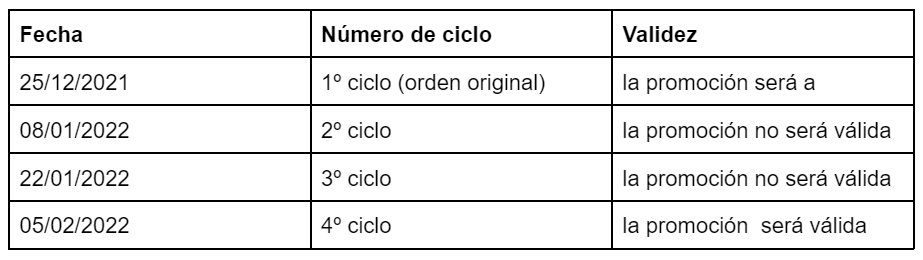 Fecha Número de ciclo Validez
25/12/2021 1º ciclo (orden original) la promoción será a
08/01/2022 2º ciclo la promoción no será válida
22/01/2022 3º ciclo la promoción no será válida
05/02/2022 4º ciclo la promoción  será válida